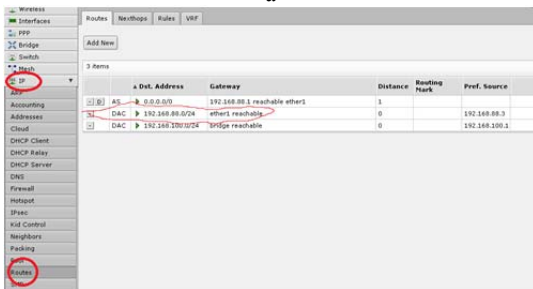 Wireless
Interfaces
PPP
Bridge
Switch
Mesh
IP
ARP
Accounting
Addresses
Cloud
DHCP Client
DHCP Relay
DHCP Server
DNS
Firewall
Hotspot
IPsec
Kid Control
Neighbors
Packing
Pool
Routes
SMB
Routes Nexthops Rules VRF
Add New
3 items
▲ Dst. Address Gateway Distance Routing Mark Pref. Source
- D AS 0.0.0.0/0 192.168.88.1 reachable ether1 1
- DAC 192.168.88.0/24 ether1 reachable 0 192.168.88.3
- DAC 192.168.100.0/24 bridge reachable 0 192.168.100.1